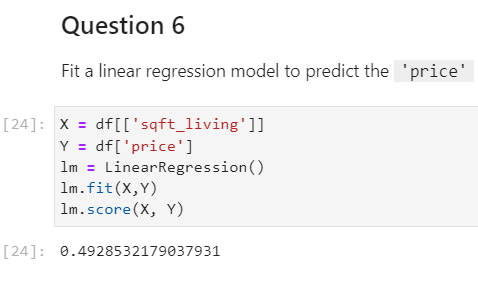 Question 6
Fit a linear regression model to predict the 'price'
[24]: X = df[['sqft_living']]
Y = df['price']
lm = LinearRegression()
lm.fit(X,Y)
lm.score(X, Y)
[24]: 0.4928532179037931